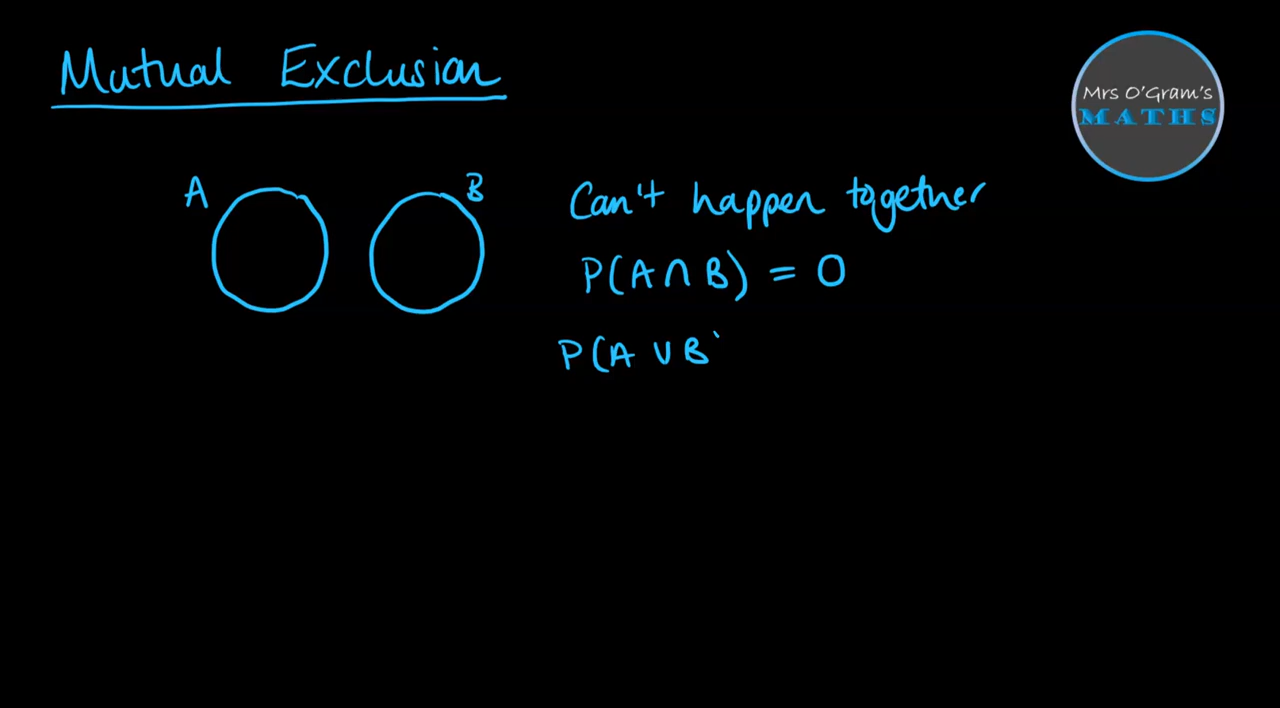 Mutual Exclusion
Mrs O'Gram's
MATHS
A
B
Can't happen together
P(A ∩ B) = 0
P(A ∪ B